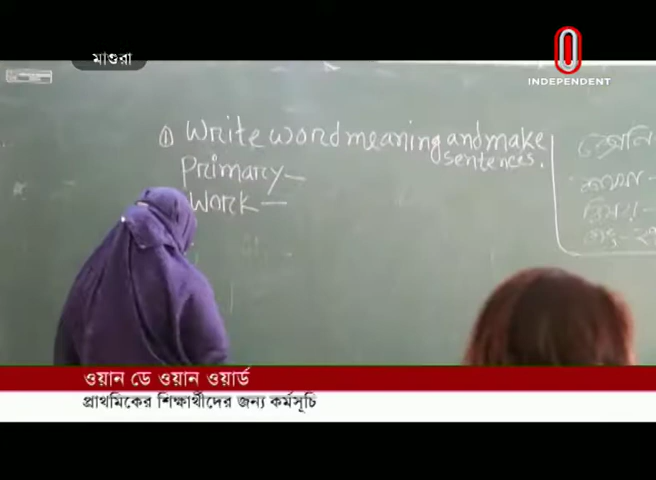 মাগুরা
INDEPENDENT
① Write word meaning and make
sentences.
Primary —
Work —
শ্রেণি
ওয়ান ডে ওয়ান ওয়ার্ড
প্রাথমিকের শিক্ষার্থীদের জন্য কর্মসূচি